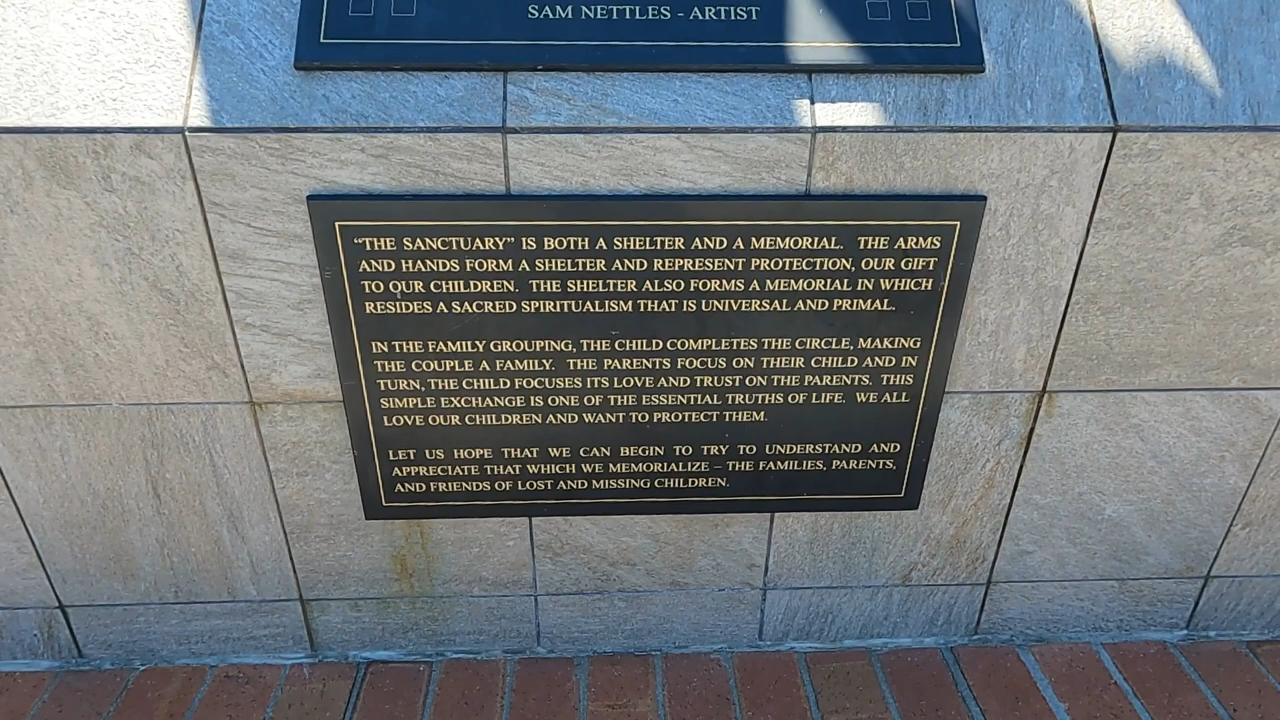 SAM NETTLES - ARTIST
“THE SANCTUARY” IS BOTH A SHELTER AND A MEMORIAL. THE ARMS
AND HANDS FORM A SHELTER AND REPRESENT PROTECTION, OUR GIFT
TO OUR CHILDREN. THE SHELTER ALSO FORMS A MEMORIAL IN WHICH
RESIDES A SACRED SPIRITUALISM THAT IS UNIVERSAL AND PRIMAL.
IN THE FAMILY GROUPING, THE CHILD COMPLETES THE CIRCLE, MAKING
THE COUPLE A FAMILY. THE PARENTS FOCUS ON THEIR CHILD AND IN
TURN, THE CHILD FOCUSES ITS LOVE AND TRUST ON THE PARENTS. THIS
SIMPLE EXCHANGE IS ONE OF THE ESSENTIAL TRUTHS OF LIFE. WE ALL
LOVE OUR CHILDREN AND WANT TO PROTECT THEM.
LET US HOPE THAT WE CAN BEGIN TO TRY TO UNDERSTAND AND
APPRECIATE THAT WHICH WE MEMORIALIZE – THE FAMILIES, PARENTS,
AND FRIENDS OF LOST AND MISSING CHILDREN.